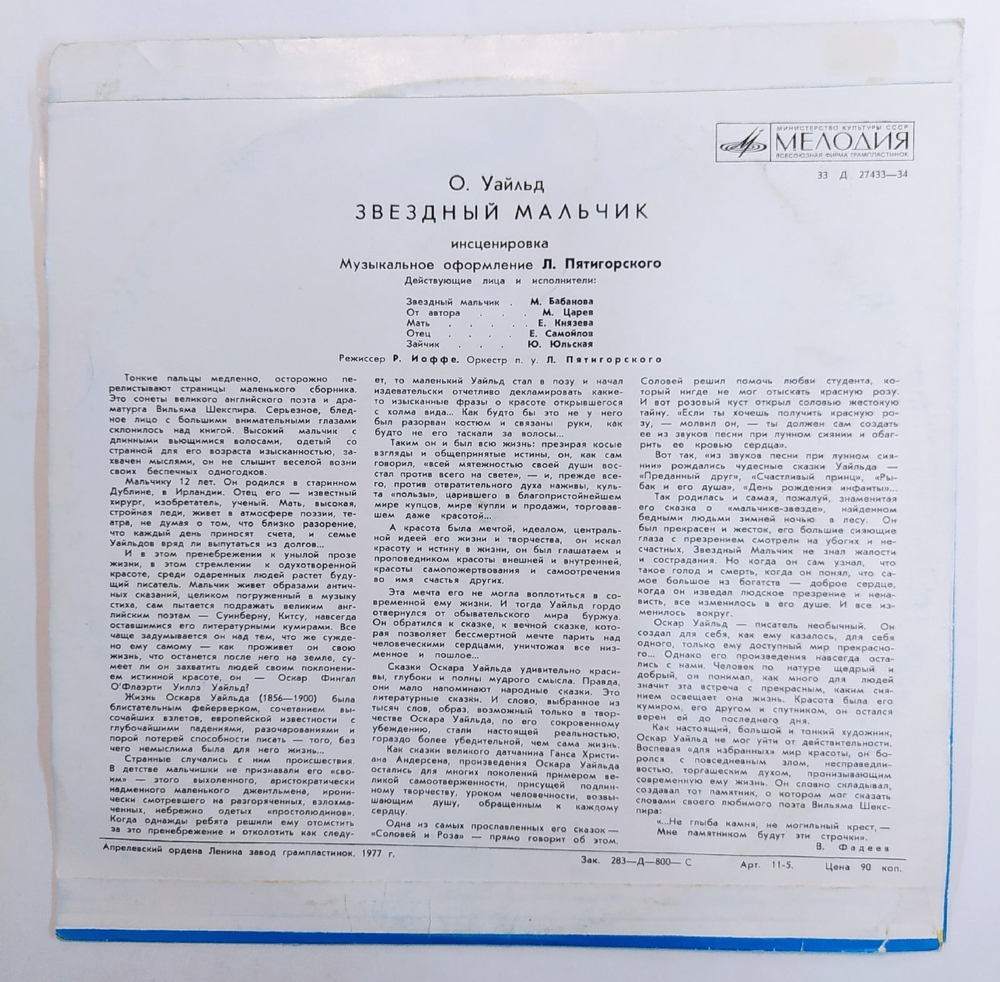 МИНИСТЕРСТВО КУЛЬТУРЫ СССР
МЕЛОДИЯ
ВСЕСОЮЗНАЯ ФИРМА ГРАМПЛАСТИНОК
33 Д 27433—34
О. Уайльд
ЗВЕЗДНЫЙ МАЛЬЧИК
инсценировка
Музыкальное оформление Л. Пятигорского
Действующие лица и исполнители:
Звездный мальчик . М. Бабанова
От автора . . . М. Царев
Мать . . . . . Е. Князева
Отец . . . . Е. Самойлов
Зайчик . . . Ю. Юльская
Режиссер Р. Иоффе. Оркестр п. у. Л. Пятигорского
Тонкие пальцы медленно, осторожно пе-
релистывают страницы маленького сборника.
Это сонеты великого английского поэта и дра-
матурга Вильяма Шекспира. Серьезное, блед-
ное лицо с большими внимательными глазами
склонилось над книгой. Высокий мальчик с
длинными вьющимися волосами, одетый со
странной для его возраста изысканностью, за-
хвачен мыслями, он не слышит веселой возни
своих беспечных однагодков.
Мальчику 12 лет. Он родился в старинном
Дублине, в Ирландии. Отец его — известный
хирург, изобретатель, ученый. Мать, высокая,
стройная леди, живет в атмосфере поэзии, те-
атра, не думая о том, что близко разорение,
что каждый день приносят счета, и семье
Уайльдов вряд ли выпутаться из долгов...
И в этом пренебрежении к унылой прозе
жизни, в этом стремлении к одухотворенной
красоте, среди одаренных людей растет буду-
щий писатель. Мальчик живет образами антич-
ных сказаний, целиком погруженный в музыку
стиха, сам пытается подражать великим анг-
лийским поэтам — Суинберну, Китсу, навсегда
оставшимися его литературными кумирами. Все
чаще задумывается он над тем, что же сужде-
но ему самому — как проживет он свою
жизнь, что останется после него на земле, су-
меет ли он захватить людей своим поклонени-
ем истинной красоте, он — Оскар Фингал
О'Флаэрти Уиллз Уайльд?
Жизнь Оскара Уайльда (1856—1900) была
блистательным фейерверком, сочетанием вы-
сочайших взлетов, европейской известности с
глубочайшими падениями, разочарованиями и
порой потерей способности писать — того, без
чего немыслима была для него жизнь...
Странные случались с ним происшествия.
В детстве мальчишки не признавали его «сво-
им» — этого выхоленного, аристократически
надменного маленького джентльмена, ирони-
чески смотревшего на разгоряченных, взлохма-
ченных, небрежно одетых «простолюдинов».
Когда однажды ребята решили ему отомстить
за это пренебрежение и отколотить как следу-
ет, то маленький Уайльд стал в позу и начал
издевательски отчетливо декламировать какие-
то изысканные фразы о красоте открывшегося
с холма вида... Как будто бы это не у него
был разорван костюм и связаны руки, как
будто не его таскали за волосы...
Таким он и был всю жизнь: презирая косые
взгляды и общепринятые истины, он, как сам
говорил, «всей мятежностью своей души вос-
стал против всего на свете», — и, прежде все-
го, против отвратительного духа наживы, куль-
та «пользы», царившего в благопристойнейшем
мире купцов, мире купли и продажи, торговав-
шем даже красотой...
А красота была мечтой, идеалом, централь-
ной идеей его жизни и творчества, он искал
красоту и истину в жизни, он был глашатаем и
проповедником красоты внешней и внутренней,
красоты самопожертвования и самоотречения
во имя счастья других.
Эта мечта его не могла воплотиться в со-
временной ему жизни. И тогда Уайльд гордо
отвернулся от обывательского мира буржуа.
Он обратился к сказке, к вечной сказке, кото-
рая позволяет бессмертной мечте парить над
человеческими сердцами, уничтожая все низ-
менное и пошлое...
Сказки Оскара Уайльда удивительно краси-
вы, глубоки и полны мудрого смысла. Правда,
они мало напоминают народные сказки. Это
литературные сказки. И слово, выбранное из
тысяч слов, образ, возможный только в твор-
честве Оскара Уайльда, по его сокровенному
убеждению, стали настоящей реальностью,
гораздо более убедительной, чем сама жизнь.
Как сказки великого датчанина Ганса Христи-
ана Андерсена, произведения Оскара Уайльда
остались для многих поколений примером ве-
ликой самоотверженности, присущей подлин-
ному творчеству, уроком человечности, возвы-
шающим душу, обращенным к каждому
сердцу.
Одна из самых прославленных его сказок —
«Соловей и Роза» — прямо говорит об этом.
Соловей решил помочь любви студента, ко-
торый нигде не мог отыскать красную розу.
И вот розовый куст открыл соловью жестокую
тайну. «Если ты хочешь получить красную ро-
зу, — молвил он, — ты должен сам создать
ее из звуков песни при лунном сиянии и обаг-
рить ее кровью сердца».
Вот так, «из звуков песни при лунном сия-
нии» рождались чудесные сказки Уайльда —
«Преданный друг», «Счастливый принц», «Ры-
бак и его душа», «День рождения инфанты»...
Так родилась и самая, пожалуй, знаменитая
его сказка о «мальчике-звезде», найденном
бедными людьми зимней ночью в лесу. Он
был прекрасен и жесток, его большие сияющие
глаза с презрением смотрели на убогих и не-
счастных, Звездный Мальчик не знал жалости
и сострадания. Но когда он сам узнал, что
такое голод и смерть, когда он понял, что са-
мое большое из богатств — доброе сердце,
когда он изведал людское презрение и нена-
висть, все изменилось в его душе. И все из-
менилось вокруг.
Оскар Уайльд — писатель необычный. Он
создал для себя, как ему казалось, для себя
одного, только ему доступный мир прекрасно-
го... Однако его произведения навсегда оста-
лись с нами. Человек по натуре щедрый и
добрый, он понимал, как много для людей
значит эта встреча с прекрасным, каким сия-
нием освещает она жизнь. Красота была его
кумиром, его другом и спутником, он остался
верен ей до последнего дня.
Как настоящий, большой и тонкий художник,
Оскар Уайльд не мог уйти от действительности.
Воспевая «для избранных» мир красоты, он бо-
ролся с повседневным злом, несправедли-
востью, торгашеским духом, пронизывающим
современную ему жизнь. Он словно складывал,
создавал тот памятник, о котором мог сказать
словами своего любимого поэта Вильяма Шекс-
пира:
«...Не глыба камня, не могильный крест, —
Мне памятником будут эти строчки».
В. Фадеев
Апрелевский ордена Ленина завод грампластинок. 1977 г.
Зак. 283—Д—800— С
Арт. 11-5.
Цена 90 коп.